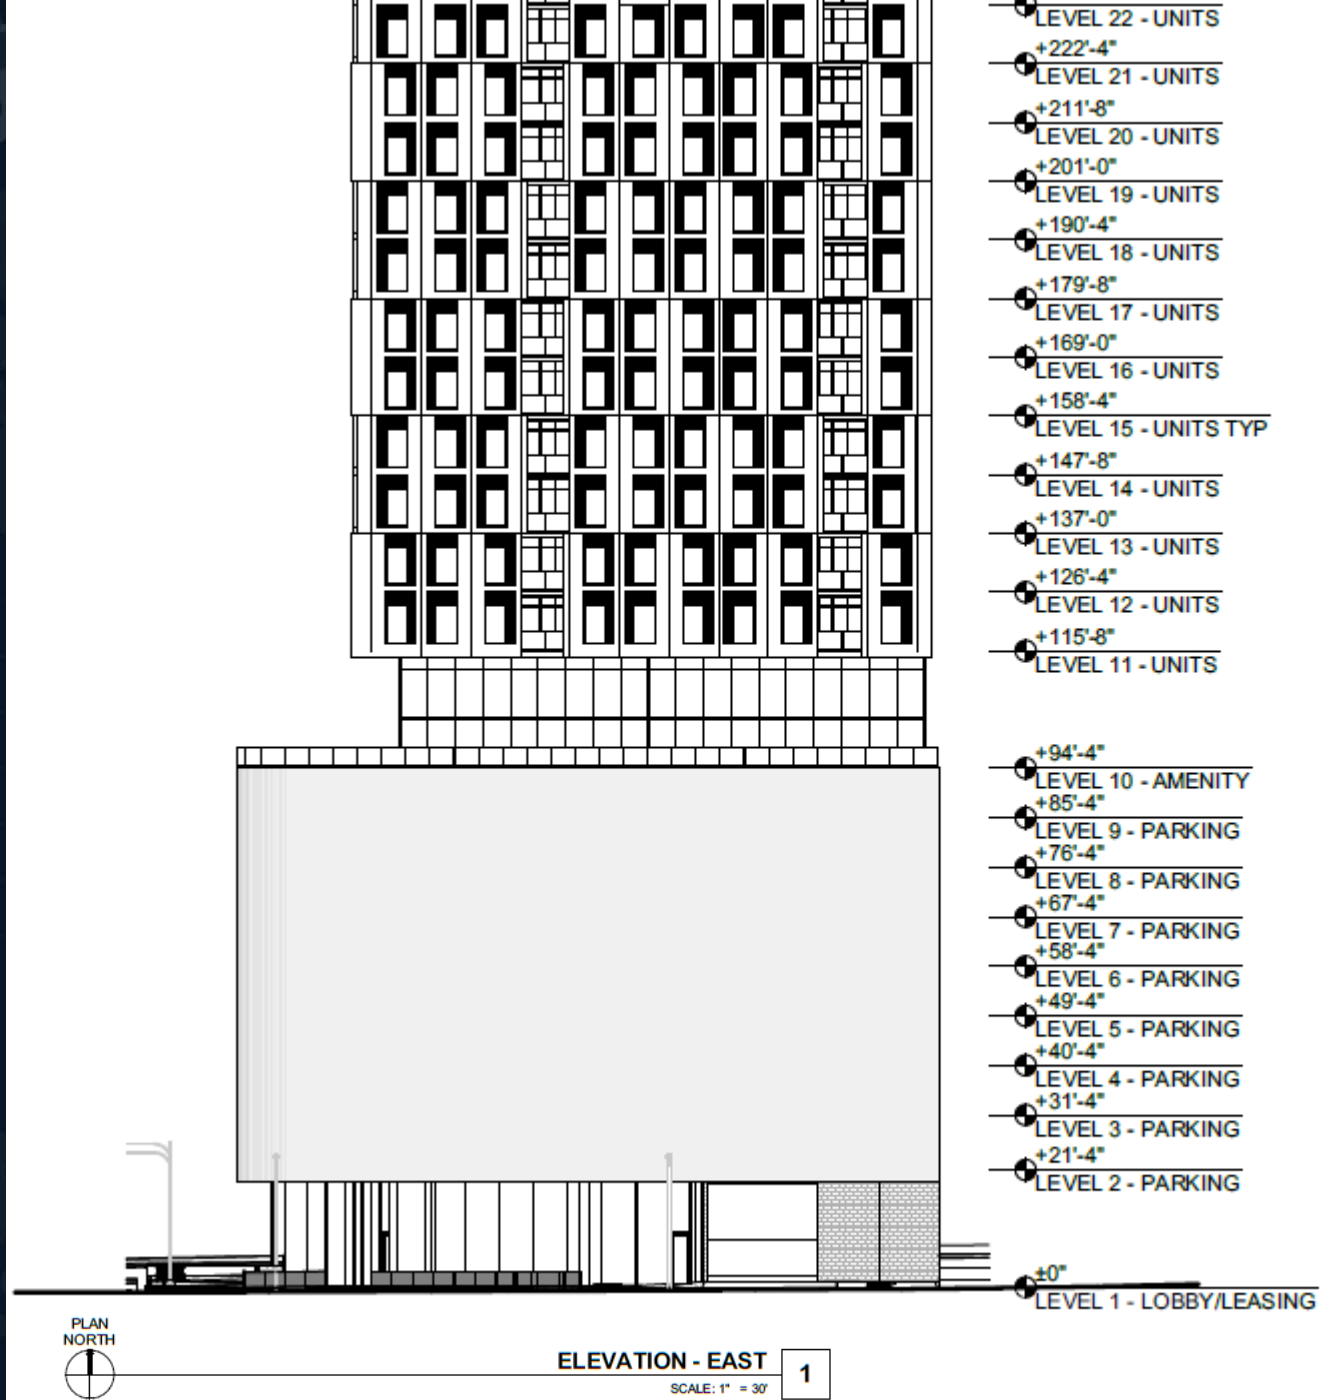 LEVEL 22 - UNITS
+222'-4"
LEVEL 21 - UNITS
+211'-8"
LEVEL 20 - UNITS
+201'-0"
LEVEL 19 - UNITS
+190'-4"
LEVEL 18 - UNITS
+179'-8"
LEVEL 17 - UNITS
+169'-0"
LEVEL 16 - UNITS
+158'-4"
LEVEL 15 - UNITS TYP
+147'-8"
LEVEL 14 - UNITS
+137'-0"
LEVEL 13 - UNITS
+126'-4"
LEVEL 12 - UNITS
+115'-8"
LEVEL 11 - UNITS
+94'-4"
LEVEL 10 - AMENITY
+85'-4"
LEVEL 9 - PARKING
+76'-4"
LEVEL 8 - PARKING
+67'-4"
LEVEL 7 - PARKING
+58'-4"
LEVEL 6 - PARKING
+49'-4"
LEVEL 5 - PARKING
+40'-4"
LEVEL 4 - PARKING
+31'-4"
LEVEL 3 - PARKING
+21'-4"
LEVEL 2 - PARKING
±0"
LEVEL 1 - LOBBY/LEASING
PLAN
NORTH
ELEVATION - EAST
1
SCALE: 1" = 30'